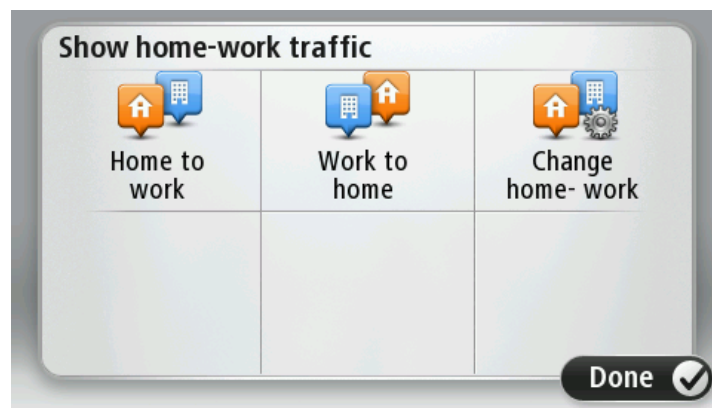 Show home-work traffic
Home to
work
Work to
home
Change
home- work
Done